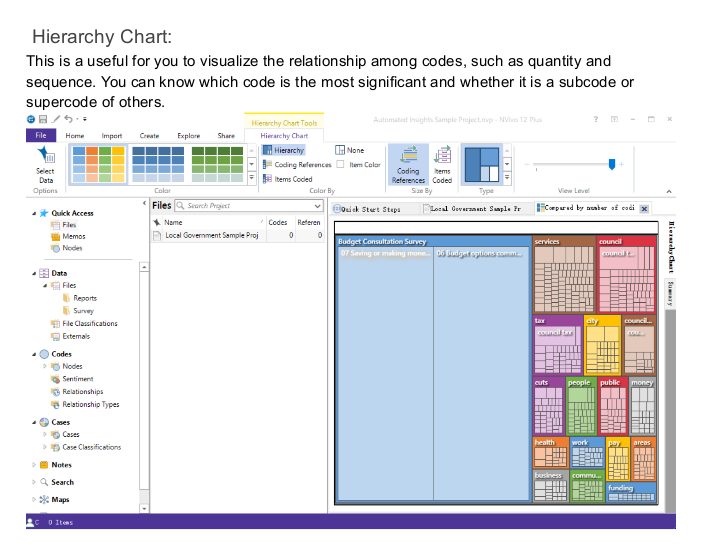 Hierarchy Chart:
This is a useful for you to visualize the relationship among codes, such as quantity and
sequence. You can know which code is the most significant and whether it is a subcode or
supercode of others.
Hierarchy Chart Tools
Automated Insights Sample Project.nvp - NVivo 12 Plus
File Home Import Create Explore Share Hierarchy Chart
Select Data
Hierarchy
Coding References
Items Coded
None
Item Color
Coding References
Items Coded
Options Color Color By Size By Type View Level
Quick Access
Files
Memos
Nodes
Data
Files
Reports
Survey
File Classifications
Externals
Codes
Nodes
Sentiment
Relationships
Relationship Types
Cases
Cases
Case Classifications
Notes
Search
Maps
Files Search Project
Name Codes Referen
Local Government Sample Proj 0 0
Quick Start Steps Local Government Sample Pr Compared by number of codi
Budget Consultation Survey
07 Saving or making mone... 06 Budget options comm...
services council
council t...
tax city council...
council tax cou...
cuts people public money
health work pay areas
business commu... funding
Hierarchy Chart
Summary
C 0 Items